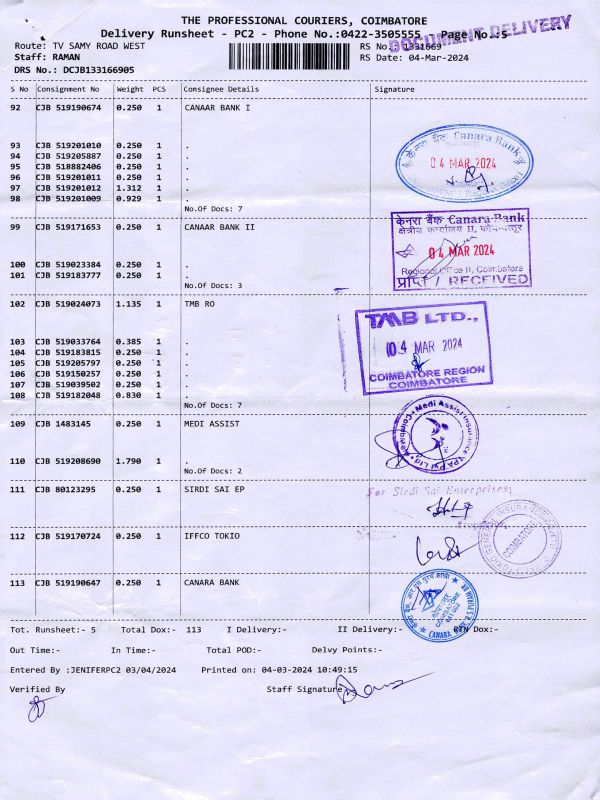 THE PROFESSIONAL COURIERS, COIMBATORE
Delivery Runsheet - PC2 - Phone No.:0422-3505555 Page No.:5
DOCUMENT DELIVERY
Route: TV SAMY ROAD WEST RS No.: 1331669
Staff: RAMAN RS Date: 04-Mar-2024
DRS No.: DCJB133166905
S No Consignment No Weight PCS Consignee Details Signature
92 CJB 519190674 0.250 1 CANAAR BANK I
93 CJB 519201010 0.250 1 .
94 CJB 519205887 0.250 1 .
95 CJB 518882406 0.250 1 .
96 CJB 519201011 0.250 1 .
97 CJB 519201012 1.312 1 .
98 CJB 519201009 0.929 1 .
No.Of Docs: 7
केनरा बैंक Canara Bank
04 MAR 2024
99 CJB 519171653 0.250 1 CANAAR BANK II
100 CJB 519023384 0.250 1 .
101 CJB 519183777 0.250 1 .
No.Of Docs: 3
केनरा बैंक Canara Bank
क्षेत्रीय कार्यालय II, कोयम्बत्तूर
04 MAR 2024
Regional Office II, Coimbatore
प्राप्त / RECEIVED
102 CJB 519024073 1.135 1 TMB RO
103 CJB 519033764 0.385 1 .
104 CJB 519183815 0.250 1 .
105 CJB 519205797 0.250 1 .
106 CJB 519150257 0.250 1 .
107 CJB 519039502 0.250 1 .
108 CJB 519182048 0.830 1 .
No.Of Docs: 7
TMB LTD.,
04 MAR 2024
COIMBATORE REGION
COIMBATORE
109 CJB 1483145 0.250 1 MEDI ASSIST
110 CJB 519208690 1.790 1 .
No.Of Docs: 2
Medi Assist Insurance TPA Pvt Ltd
111 CJB 80123295 0.250 1 SIRDI SAI EP
For Sirdi Sai Enterprises,
112 CJB 519170724 0.250 1 IFFCO TOKIO
COIMBATORE
113 CJB 519190647 0.250 1 CANARA BANK
CANARA
Tot. Runsheet:- 5 Total Dox:- 113 I Delivery:- II Delivery:- RTN Dox:-
Out Time:- In Time:- Total POD:- Delvy Points:-
Entered By :JENIFERPC2 03/04/2024 Printed on: 04-03-2024 10:49:15
Verified By Staff Signature